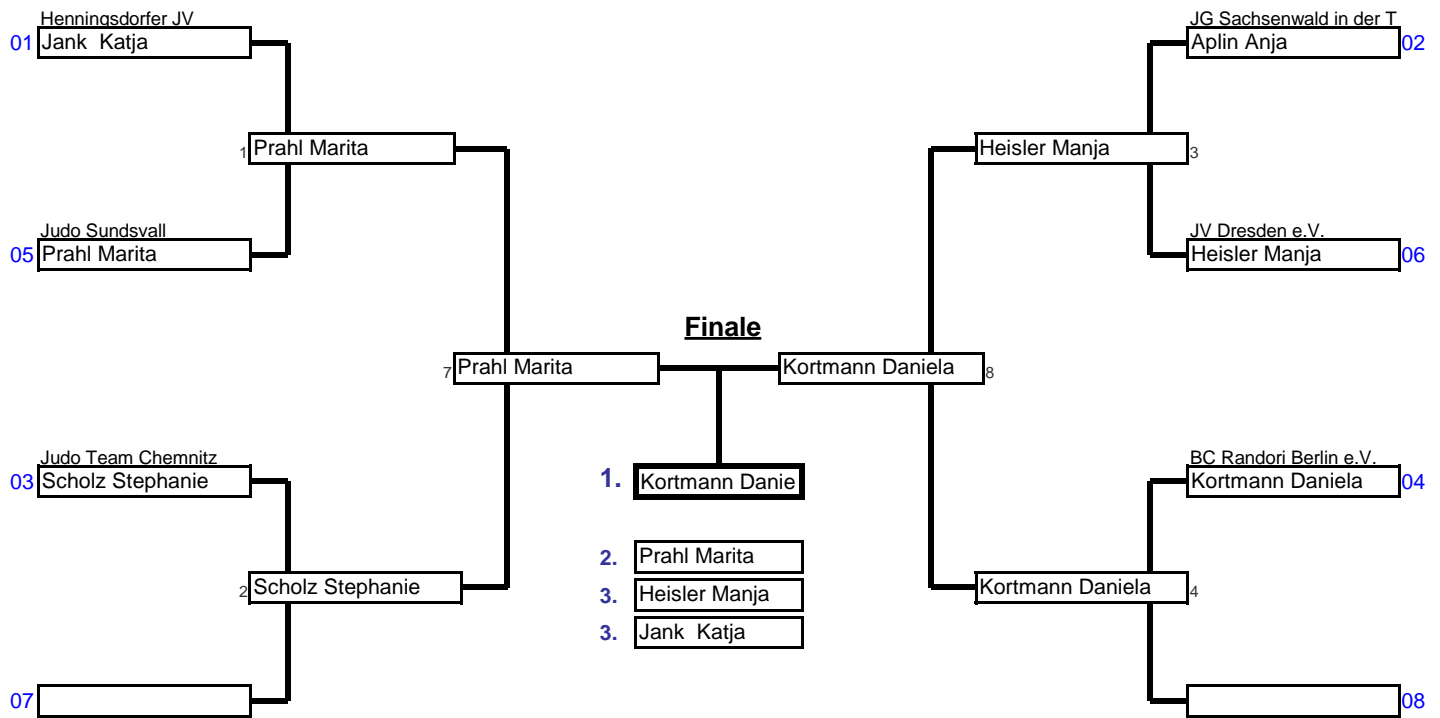 Henningsdorfer JV
01 Jank  Katja
JG Sachsenwald in der T
Aplin Anja 02
1 Prahl Marita
Heisler Manja 3
Judo Sundsvall
05 Prahl Marita
JV Dresden e.V.
Heisler Manja 06
Finale
7 Prahl Marita
Kortmann Daniela 8
Judo Team Chemnitz
03 Scholz Stephanie
1. Kortmann Danie
BC Randori Berlin e.V.
Kortmann Daniela 04
2. Prahl Marita
2 Scholz Stephanie
3. Heisler Manja
Kortmann Daniela 4
3. Jank  Katja
07
08